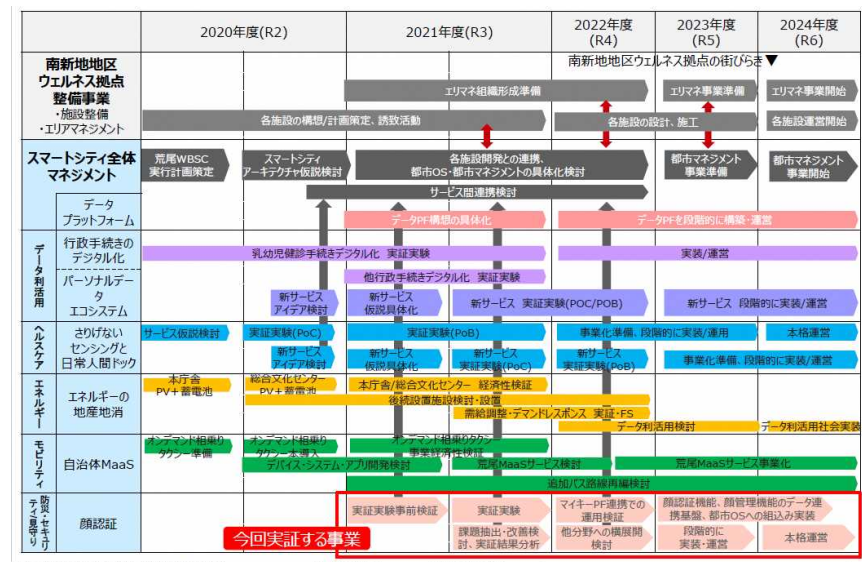 2020年度(R2)
2021年度(R3)
2022年度
(R4)
2023年度
(R5)
2024年度
(R6)
南新地地区
ウェルネス拠点
整備事業
・施設整備
・エリアマネジメント
南新地地区ウェルネス拠点の街びらき▼
エリマネ組織形成準備
エリマネ事業準備
エリマネ事業開始
各施設の構想/計画策定、誘致活動
各施設の設計、施工
各施設運営開始
スマートシティ全体
マネジメント
荒尾WBSC
実行計画策定
スマートシティ
アーキテクチャ仮説検討
各施設開発との連携、
都市OS・都市マネジメントの具体化検討
都市マネジメント
事業準備
都市マネジメント
事業開始
サービス間連携検討
データ
プラットフォーム
データPF構想の具体化
データPFを段階的に構築・運営
データ利活用
行政手続きの
デジタル化
乳幼児健診手続きデジタル化 実証実験
実装/運営
他行政手続きデジタル化 実証実験
パーソナルデー
タ
エコシステム
新サービス
アイデア検討
新サービス
仮説具体化
新サービス 実証実験(POC/POB)
新サービス 段階的に実装/運営
ヘルスケア
さりげない
センシングと
日常人間ドック
サービス仮説検討
実証実験(PoC)
実証実験(PoB)
事業化準備、段階的に実装/運用
本格運営
新サービス
アイデア検討
新サービス
仮説具体化
新サービス
実証実験(PoC)
新サービス
実証実験(PoB)
事業化準備、段階的に実装/運営
エネルギー
エネルギーの
地産地消
本庁舎
PV+蓄電池
総合文化センター
PV+蓄電池
本庁舎/総合文化センター 経済性検証
後続設置施設検討・設置
需給調整・デマンドレスポンス 実証・FS
データ利活用検討
データ利活用社会実装
モビリティ
自治体MaaS
オンデマンド相乗り
タクシー準備
オンデマンド相乗り
タクシー本導入
オンデマンド相乗りタクシー
事業経済性検証
デバイス・システム・アプリ開発検討
荒尾MaaSサービス検討
荒尾MaaSサービス事業化
追加バス路線再編検討
防災・セキュリ
ティ見守り
顔認証
実証実験事前検証
実証実験
マイキーPF連携での
運用検証
顔認証機能、顔管理機能のデータ連
携基盤、都市OSへの組込み実装
今回実証する事業
課題抽出・改善検
討、実証結果分析
他分野への横展開
検討
段階的に
実装・運営
本格運営